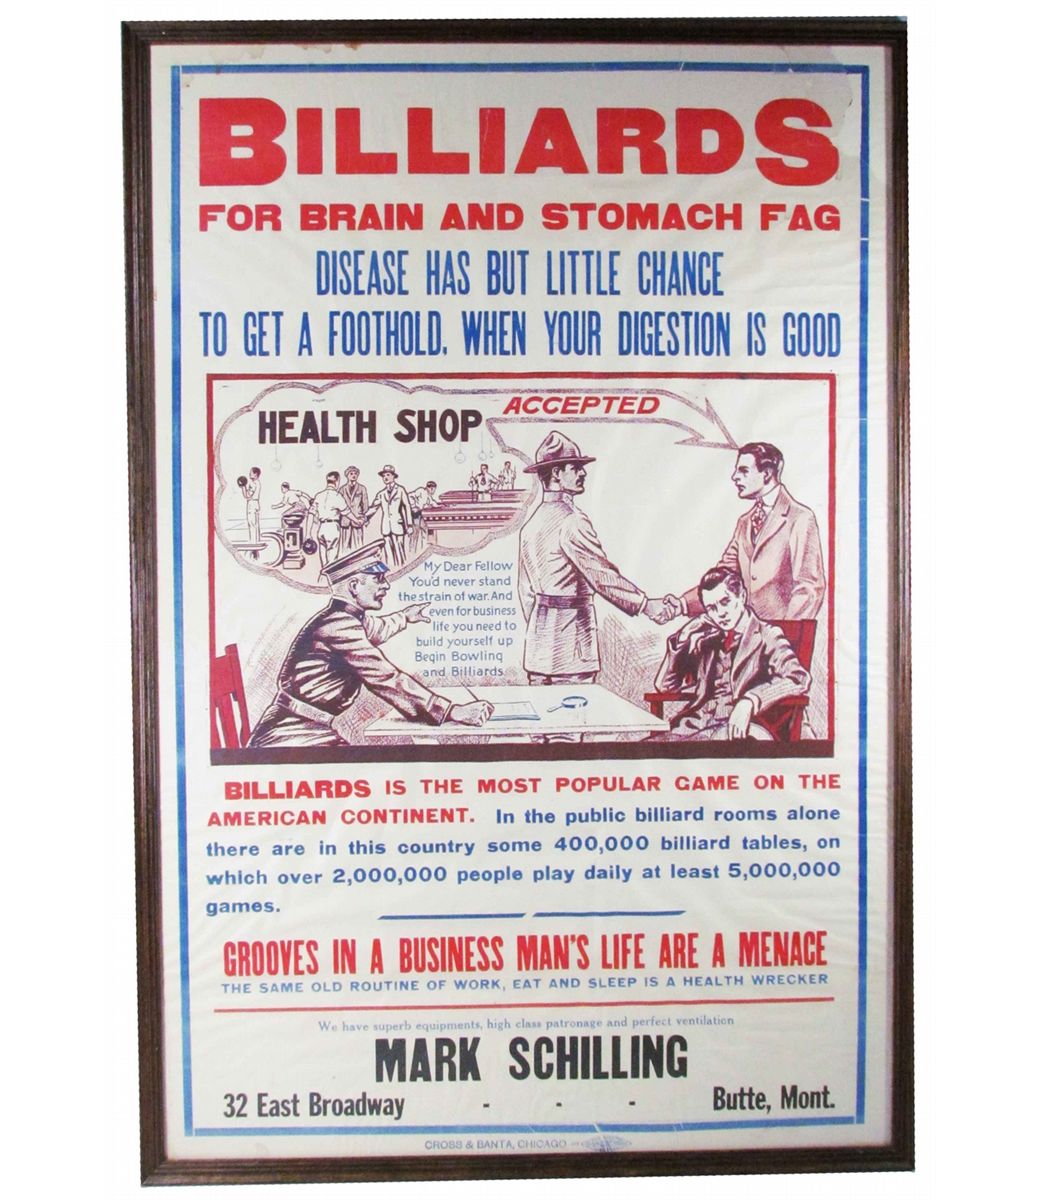 BILLIARDS
FOR BRAIN AND STOMACH FAG
DISEASE HAS BUT LITTLE CHANCE
TO GET A FOOTHOLD, WHEN YOUR DIGESTION IS GOOD
HEALTH SHOP
ACCEPTED
My Dear Fellow
You'd never stand
the strain of war. And
even for business
life you need to
build yourself up
Begin Bowling
and Billiards
BILLIARDS IS THE MOST POPULAR GAME ON THE
AMERICAN CONTINENT. In the public billiard rooms alone
there are in this country some 400,000 billiard tables, on
which over 2,000,000 people play daily at least 5,000,000
games.
GROOVES IN A BUSINESS MAN'S LIFE ARE A MENACE
THE SAME OLD ROUTINE OF WORK, EAT AND SLEEP IS A HEALTH WRECKER
We have superb equipments, high class patronage and perfect ventilation
MARK SCHILLING
32 East Broadway - - - Butte, Mont.
CROSS & BANTA, CHICAGO